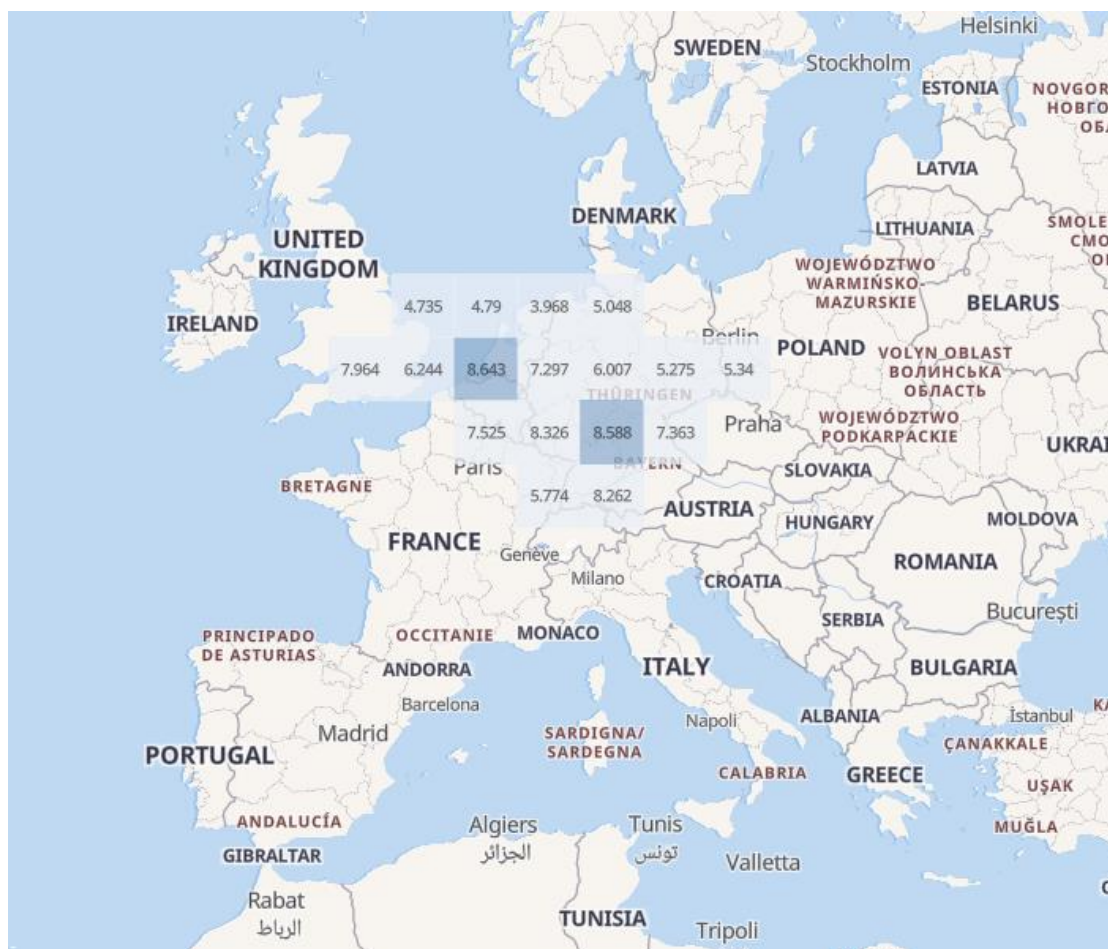 Helsinki
SWEDEN
Stockholm
ESTONIA
NOVGOR
НОВГО
ОБЛ
LATVIA
DENMARK
LITHUANIA
SMOLE
СМО
ОБ
UNITED
KINGDOM
WOJEWÓDZTWO
WARMIŃSKO-
MAZURSKIE
BELARUS
IRELAND
4.735 4.79 3.968 5.048
Berlin
POLAND
VOLYN OBLAST
ВОЛИНСЬКА
ОБЛАСТЬ
7.964 6.244 8.643 7.297 6.007 5.275 5.34
THÜRINGEN
WOJEWÓDZTWO
PODKARPACKIE
Praha
7.525 8.326 8.588 7.363
UKRAI
Paris
BAYERN
SLOVAKIA
BRETAGNE
5.774 8.262
AUSTRIA
HUNGARY
MOLDOVA
FRANCE
Genève
Milano
CROATIA
ROMANIA
București
SERBIA
PRINCIPADO
DE ASTURIAS
OCCITANIE
MONACO
ANDORRA
ITALY
BULGARIA
Barcelona
Madrid
Napoli
ALBANIA
İstanbul
KA
SARDIGNA/
SARDEGNA
PORTUGAL
ÇANAKKALE
CALABRIA
GREECE
UŞAK
ANDALUCÍA
Algiers
الجزائر
Tunis
تونس
MUĞLA
GIBRALTAR
Valletta
Rabat
الرباط
TUNISIA
Tripoli